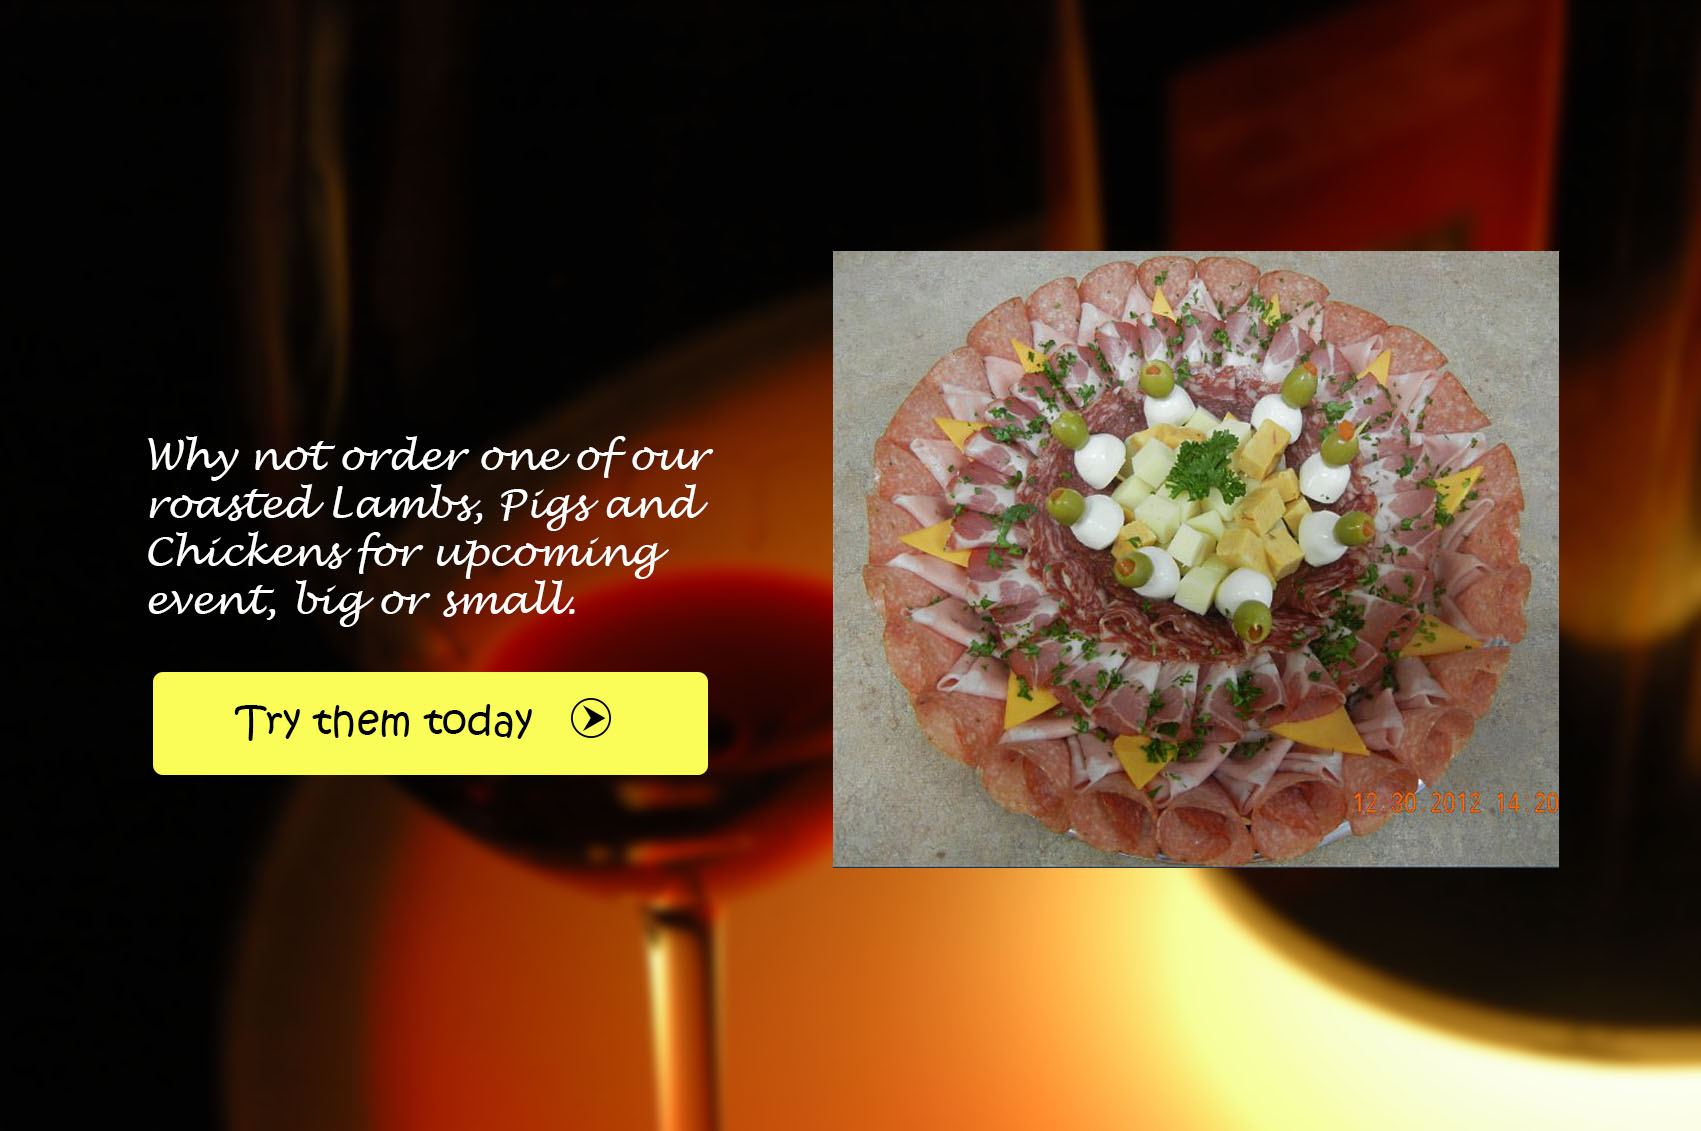 Why not order one of our
roasted Lambs, Pigs and
Chickens for upcoming
event, big or small.
Try them today
12.30.2012 14:20